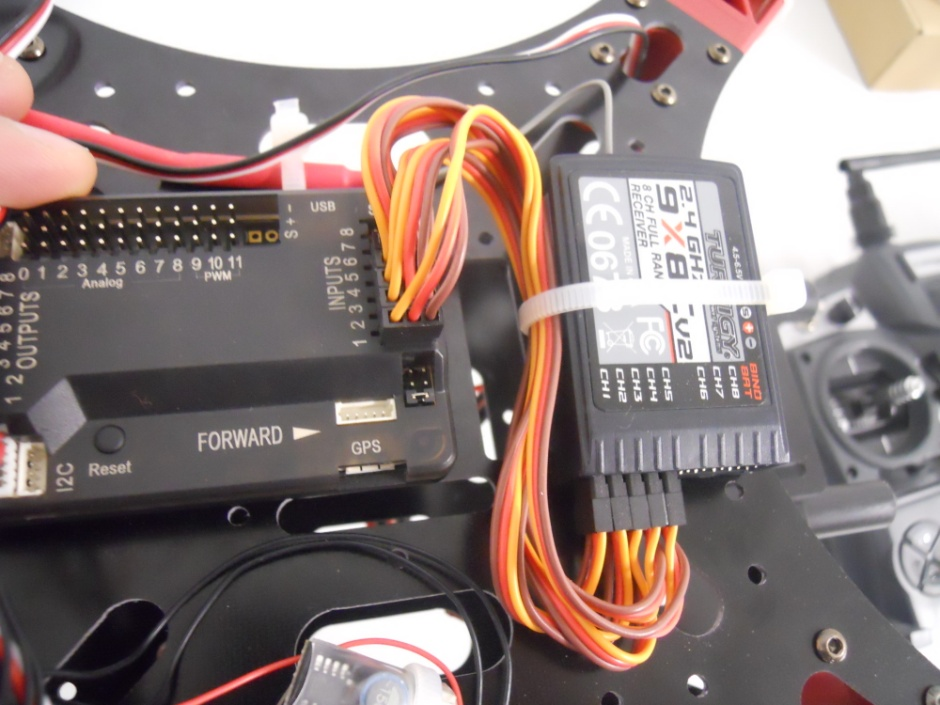 S + -
USB
0 1 2 3 4 5 6 7 8 9 10 11
Analog
PWM
1 2 3 4 5 6 7 8
OUTPUTS
INPUTS
1 2 3 4 5 6 7 8
FORWARD
GPS
Reset
I2C
2.4 GHz
9X8
V2
8 CH FULL
RECEIVER
MADE IN
CE
FC
CH1
CH2
CH3
CH4
CH5
CH6
CH7
CH8
BIND
BAT